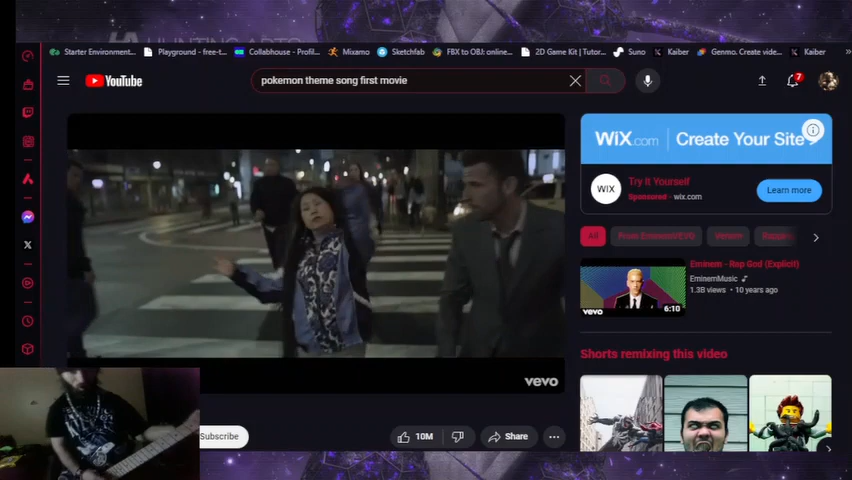 Starter Environment...
Playground - free-t...
Collabhouse - Profil...
Mixamo
Sketchfab
FBX to OBJ: online...
2D Game Kit | Tutor...
Suno
Kaiber
Genmo. Create vide...
Kaiber
YouTube
pokemon theme song first movie
7
WiX.com | Create Your Site
WiX
Try It Yourself
Sponsored · wix.com
Learn more
All
From EminemVEVO
Eminem - Rap God (Explicit)
EminemMusic
1.3B views • 10 years ago
vevo
6:10
Shorts remixing this video
vevo
Subscribe
10M
Share